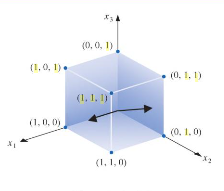 x₃
(0, 0, 1)
(1, 0, 1)
(0, 1, 1)
(1, 1, 1)
(1, 0, 0)
(0, 1, 0)
x₁
(1, 1, 0)
x₂